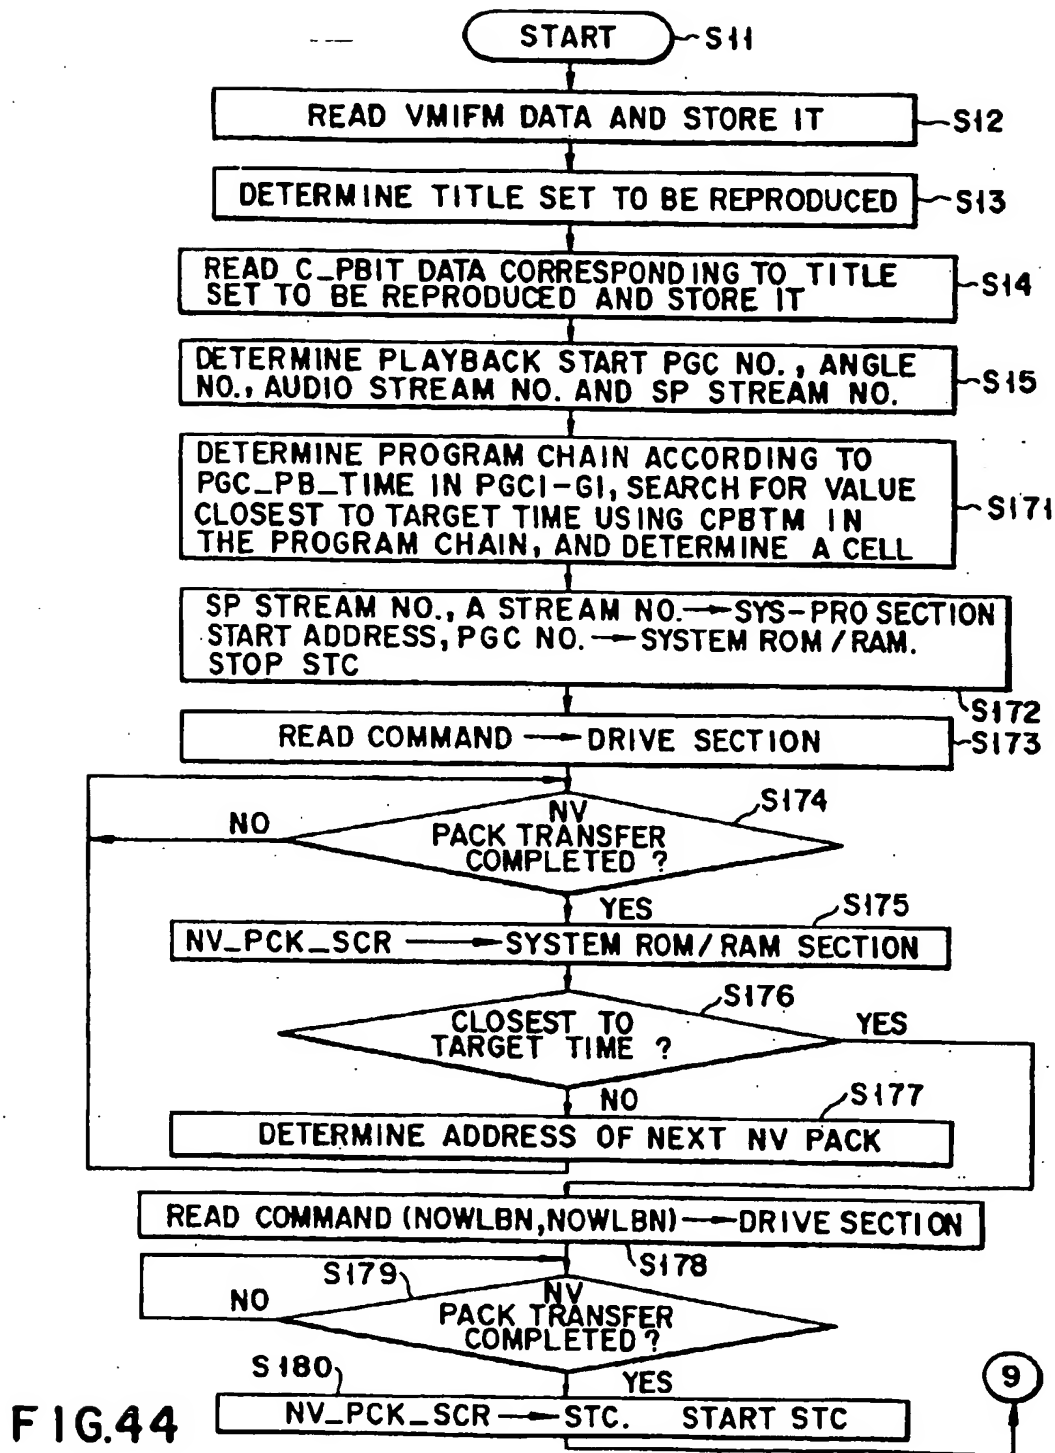 START
S11
READ VMIFM DATA AND STORE IT
S12
DETERMINE TITLE SET TO BE REPRODUCED
S13
READ C_PBIT DATA CORRESPONDING TO TITLE
SET TO BE REPRODUCED AND STORE IT
S14
DETERMINE PLAYBACK START PGC NO., ANGLE
NO., AUDIO STREAM NO. AND SP STREAM NO.
S15
DETERMINE PROGRAM CHAIN ACCORDING TO
PGC_PB_TIME IN PGCI-GI, SEARCH FOR VALUE
CLOSEST TO TARGET TIME USING CPBTM IN
THE PROGRAM CHAIN, AND DETERMINE A CELL
S171
SP STREAM NO., A STREAM NO.→SYS-PRO SECTION
START ADDRESS, PGC NO.→SYSTEM ROM/RAM.
STOP STC
S172
READ COMMAND→DRIVE SECTION
S173
NV
PACK TRANSFER
COMPLETED ?
S174
NO
YES
S175
NV_PCK_SCR→SYSTEM ROM/RAM SECTION
S176
CLOSEST TO
TARGET TIME ?
YES
NO
S177
DETERMINE ADDRESS OF NEXT NV PACK
READ COMMAND (NOWLBN,NOWLBN)→DRIVE SECTION
S178
S179
NV
PACK TRANSFER
COMPLETED ?
NO
YES
S180
NV_PCK_SCR→STC. START STC
9
FIG.44